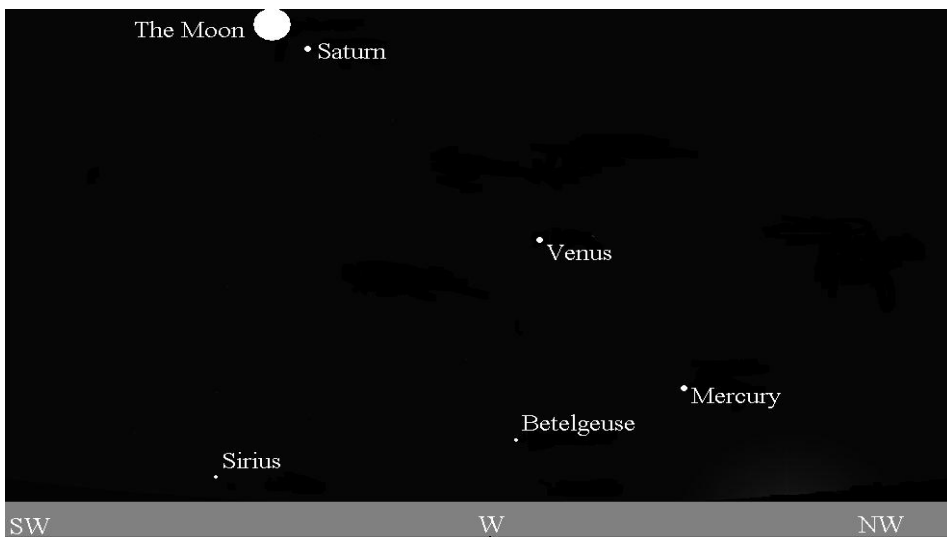 The Moon
Saturn
Venus
Mercury
Betelgeuse
Sirius
SW W NW